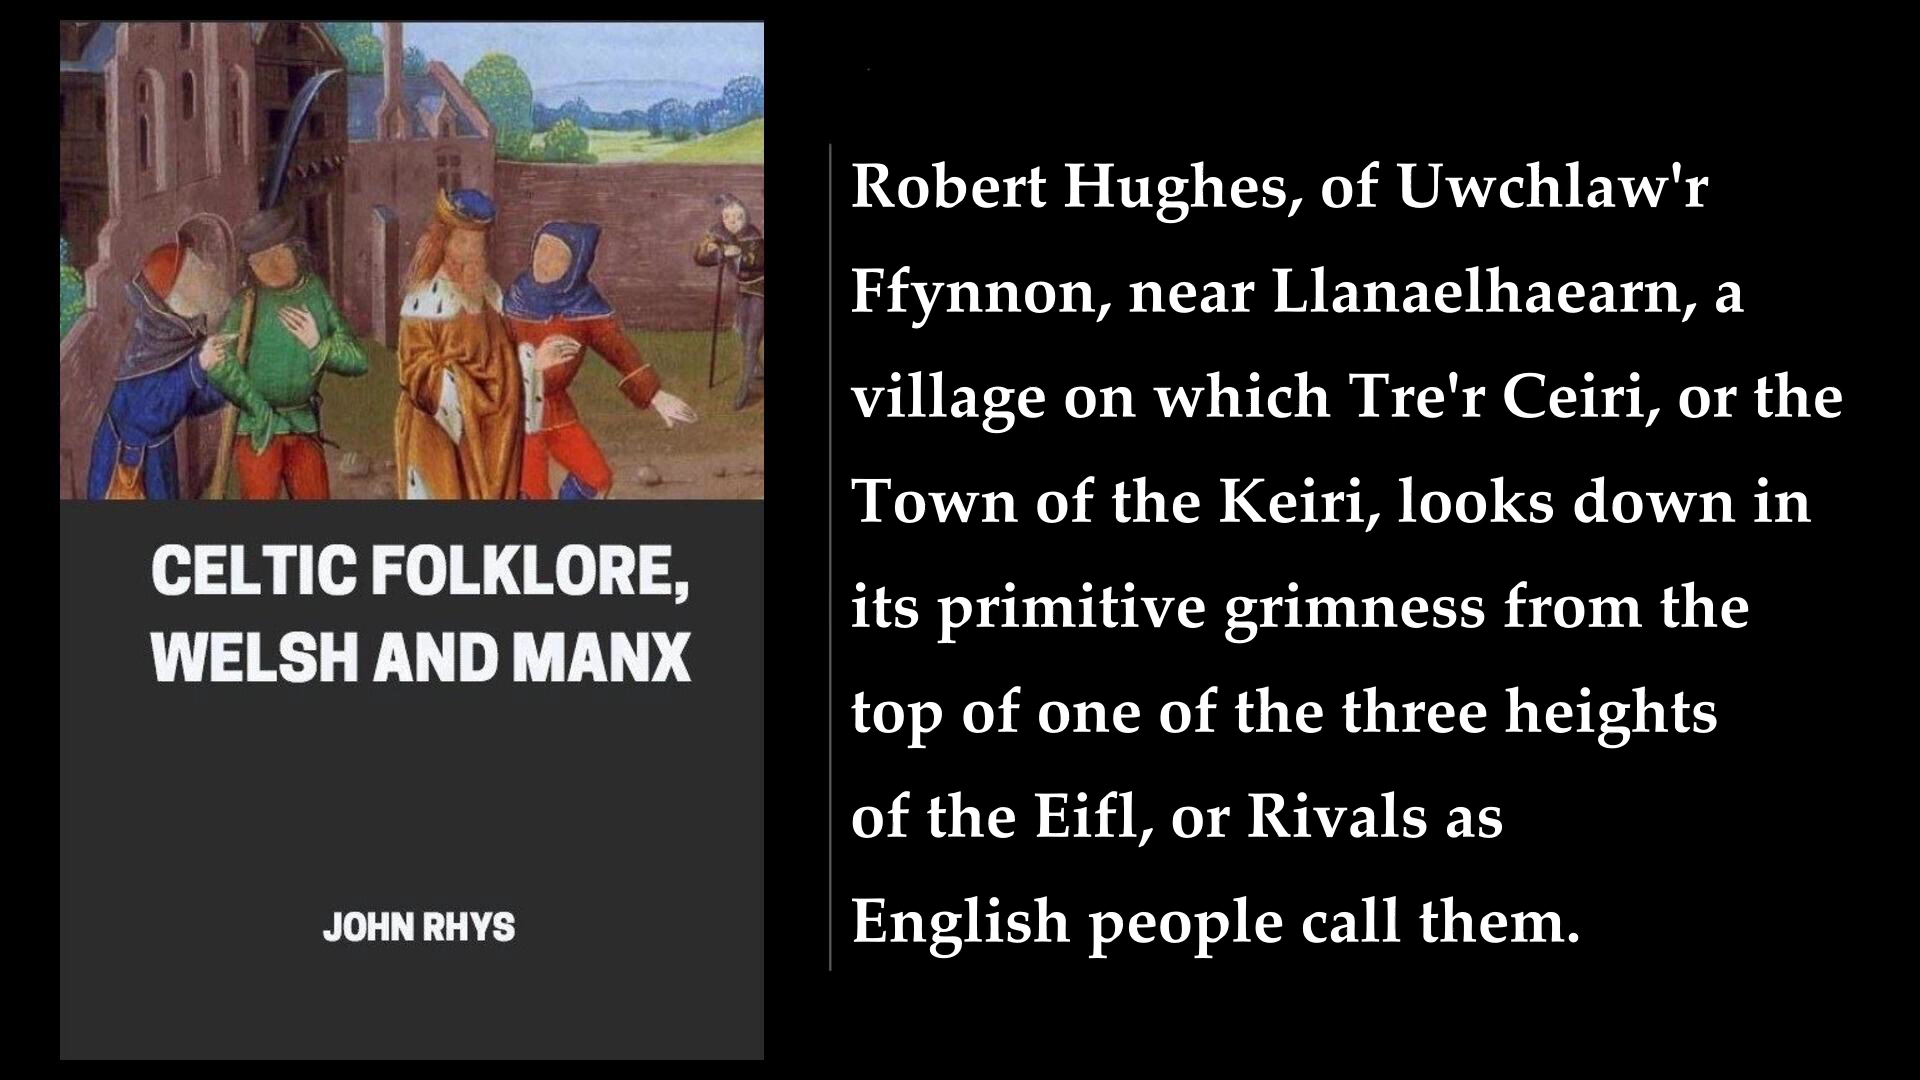 CELTIC FOLKLORE,
WELSH AND MANX
JOHN RHYS
Robert Hughes, of Uwchlaw'r
Ffynnon, near Llanaelhaearn, a
village on which Tre'r Ceiri, or the
Town of the Keiri, looks down in
its primitive grimness from the
top of one of the three heights
of the Eifl, or Rivals as
English people call them.